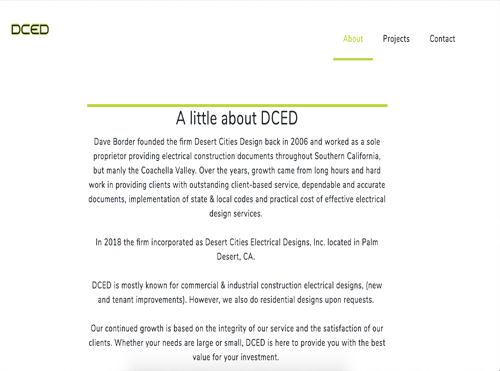 DCED
About Projects Contact
A little about DCED
Dave Border founded the firm Desert Cities Design back in 2006 and worked as a sole
proprietor providing electrical construction documents throughout Southern California,
but manly the Coachella Valley. Over the years, growth came from long hours and hard
work in providing clients with outstanding client-based service, dependable and accurate
documents, implementation of state & local codes and practical cost of effective electrical
design services.
In 2018 the firm incorporated as Desert Cities Electrical Designs, Inc. located in Palm
Desert, CA.
DCED is mostly known for commercial & industrial construction electrical designs, (new
and tenant improvements). However, we also do residential designs upon requests.
Our continued growth is based on the integrity of our service and the satisfaction of our
clients. Whether your needs are large or small, DCED is here to provide you with the best
value for your investment.